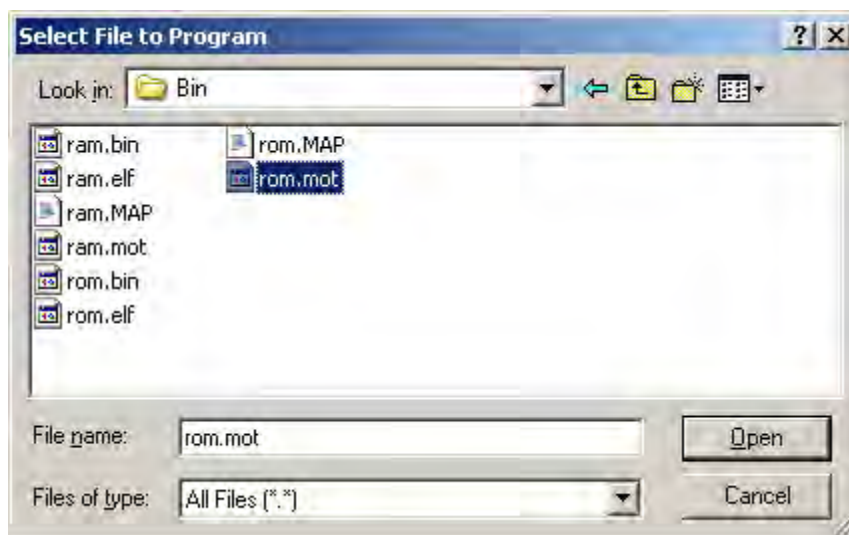 Select File to Program
Look in: Bin
ram.bin
ram.elf
ram.MAP
ram.mot
rom.bin
rom.elf
rom.MAP
rom.mot
File name: rom.mot Open
Files of type: All Files (*.*) Cancel